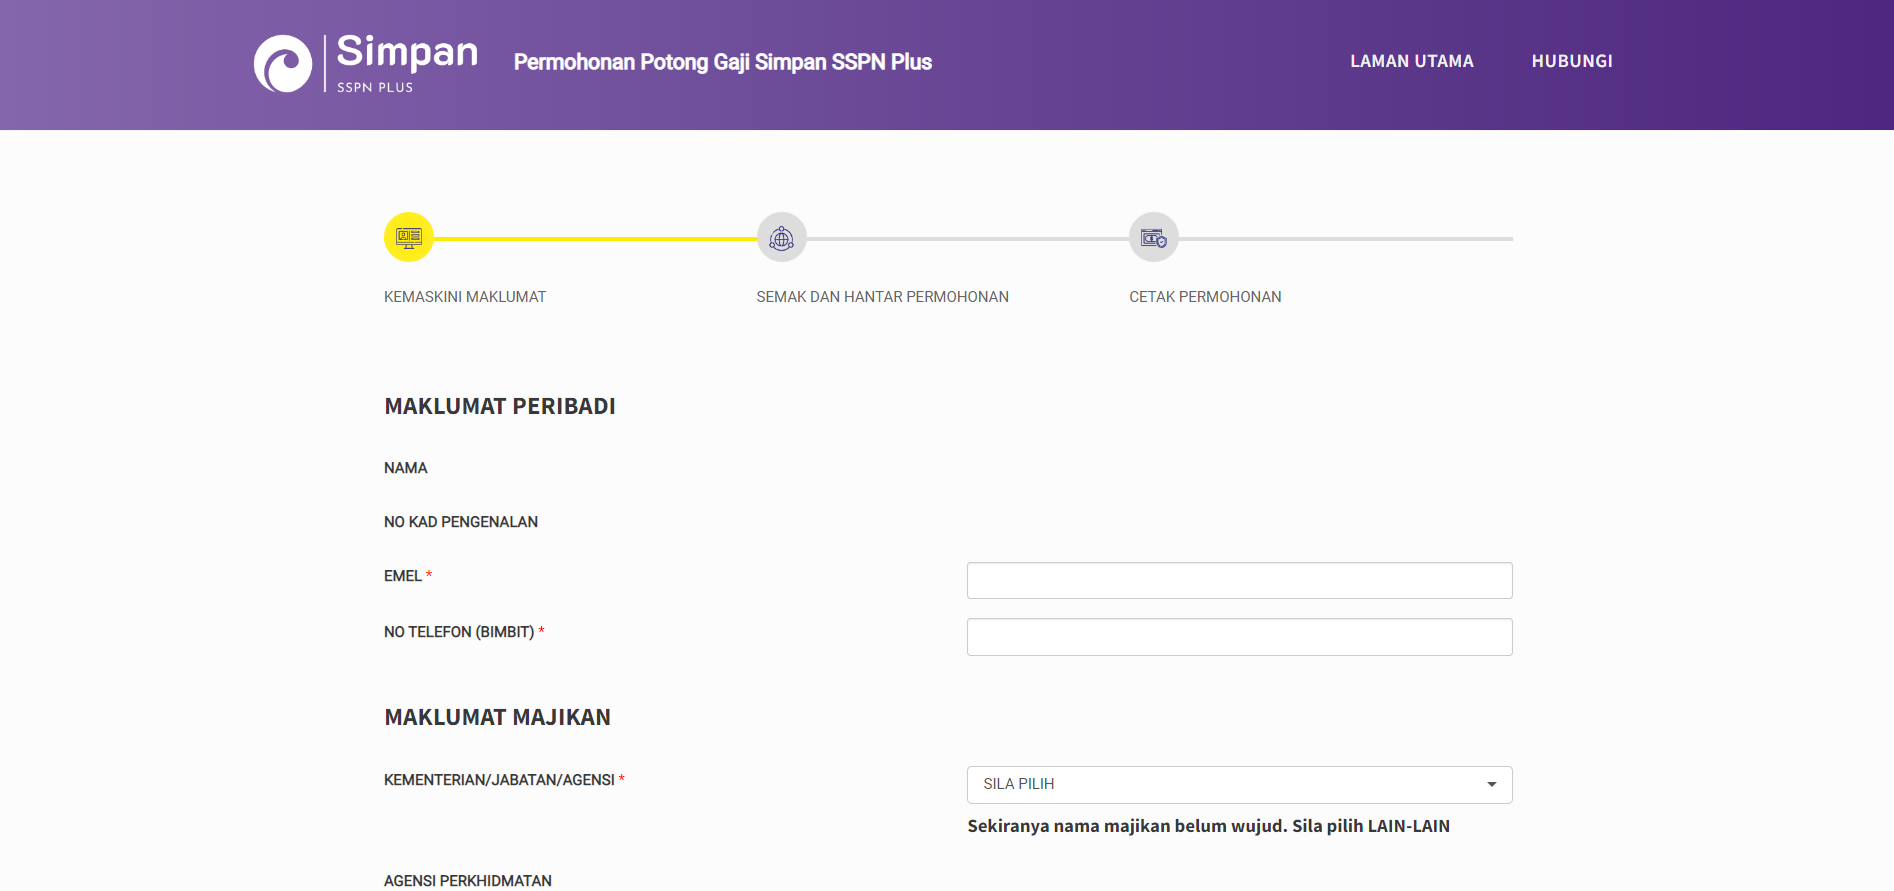 Simpan
SSPN PLUS
Permohonan Potong Gaji Simpan SSPN Plus
LAMAN UTAMA
HUBUNGI
KEMASKINI MAKLUMAT
SEMAK DAN HANTAR PERMOHONAN
CETAK PERMOHONAN
MAKLUMAT PERIBADI
NAMA
NO KAD PENGENALAN
EMEL *
NO TELEFON (BIMBIT) *
MAKLUMAT MAJIKAN
KEMENTERIAN/JABATAN/AGENSI *
SILA PILIH
Sekiranya nama majikan belum wujud. Sila pilih LAIN-LAIN
AGENSI PERKHIDMATAN